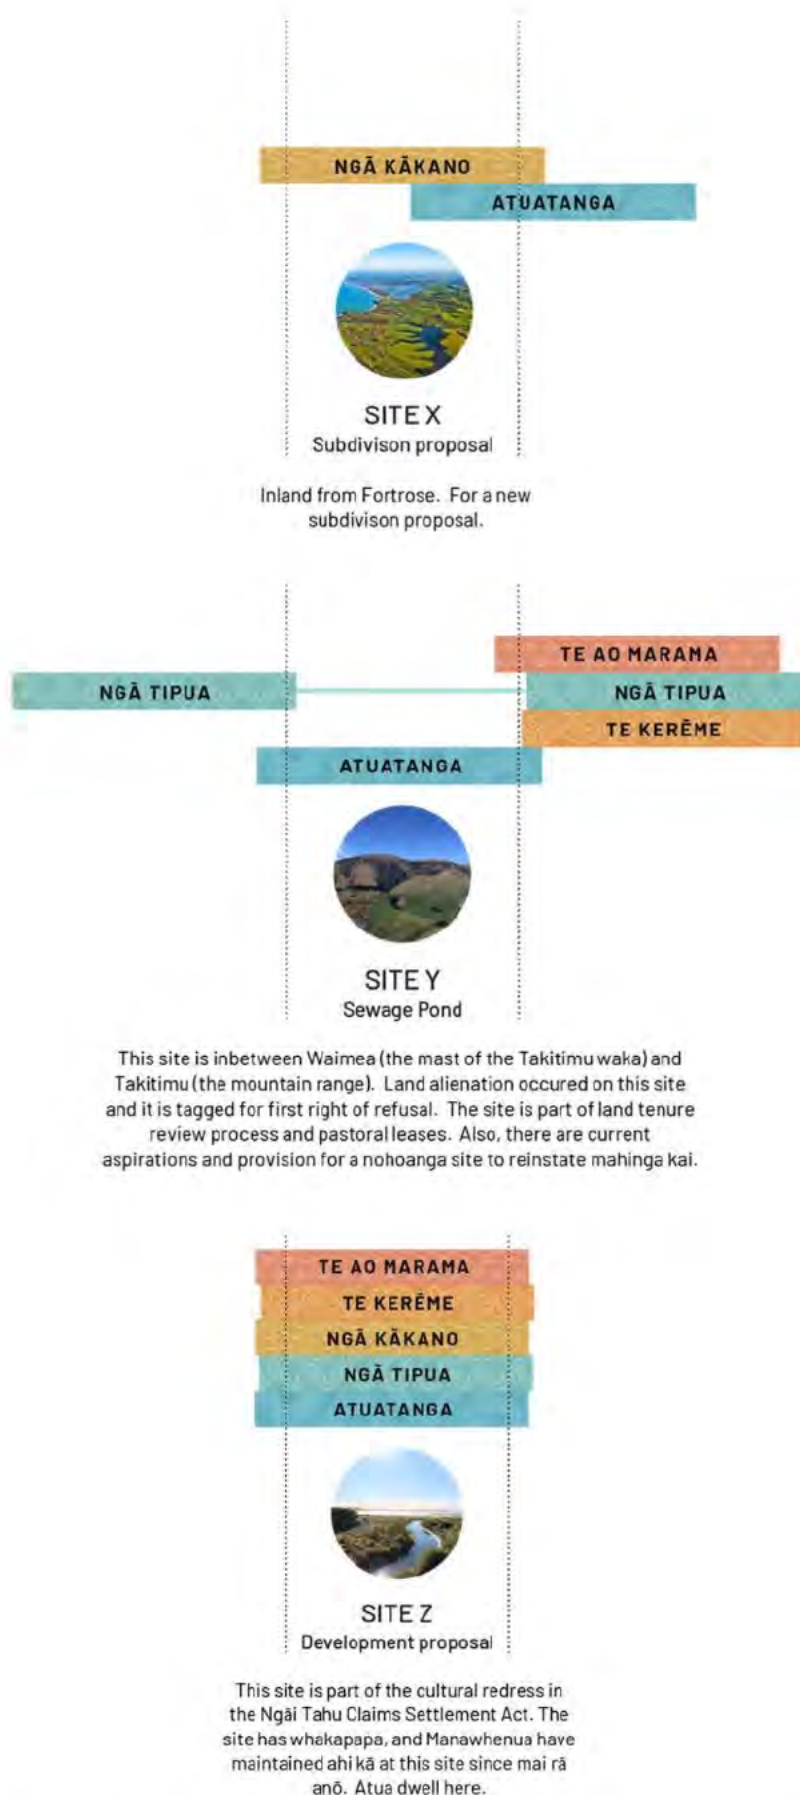 NGĀ KĀKANO
ATUATANGA
SITE X
Subdivison proposal
Inland from Fortrose. For a new
subdivison proposal.
TE AO MARAMA
NGĀ TIPUA
NGĀ TIPUA
TE KERĒME
ATUATANGA
SITE Y
Sewage Pond
This site is inbetween Waimea (the mast of the Takitimu waka) and
Takitimu (the mountain range). Land alienation occured on this site
and it is tagged for first right of refusal. The site is part of land tenure
review process and pastoral leases. Also, there are current
aspirations and provision for a nohoanga site to reinstate mahinga kai.
TE AO MARAMA
TE KERĒME
NGĀ KĀKANO
NGĀ TIPUA
ATUATANGA
SITE Z
Development proposal
This site is part of the cultural redress in
the Ngāi Tahu Claims Settlement Act. The
site has whakapapa, and Manawhenua have
maintained ahi kā at this site since mai rā
anō. Atua dwell here.